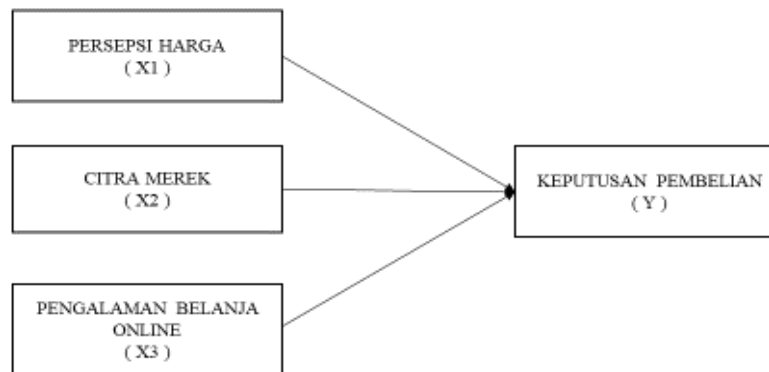 PERSEPSI HARGA
( X1 )
CITRA MEREK
( X2 )
KEPUTUSAN PEMBELIAN
( Y )
PENGALAMAN BELANJA
ONLINE
( X3 )